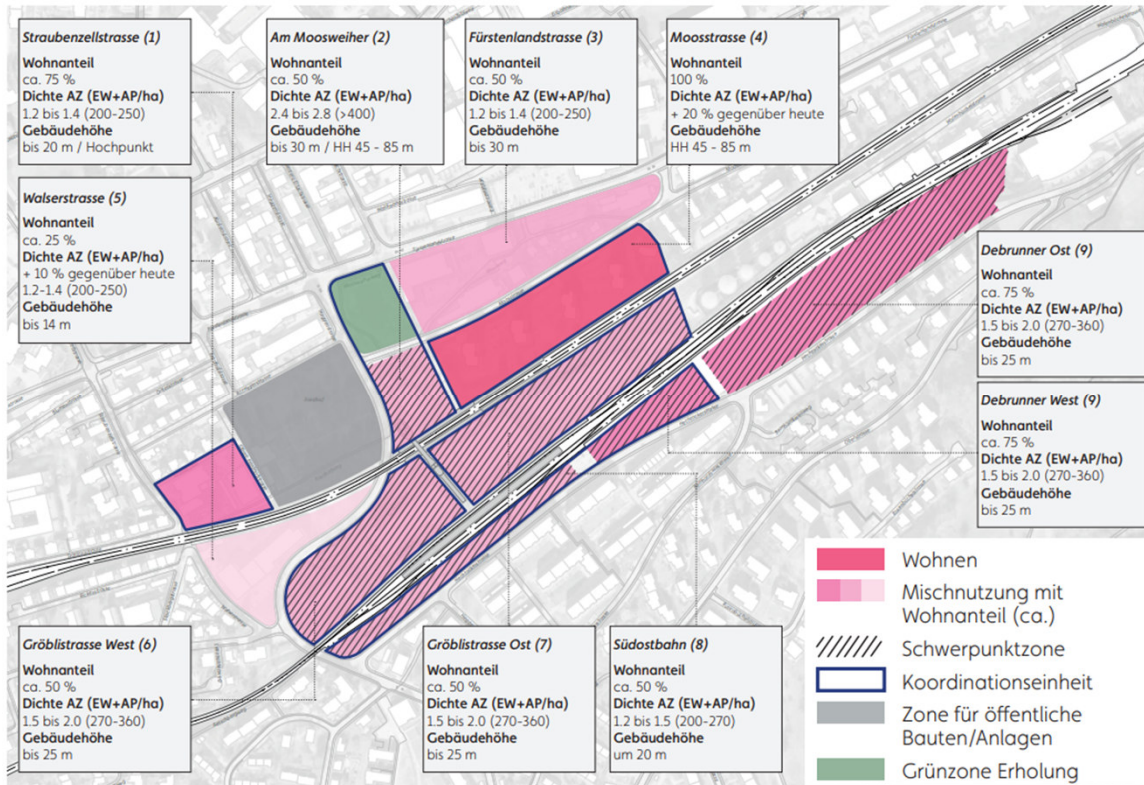 Straubenzellstrasse (1)
Wohnanteil
ca. 75 %
Dichte AZ (EW+AP/ha)
1.2 bis 1.4 (200-250)
Gebäudehöhe
bis 20 m / Hochpunkt
Am Moosweiher (2)
Wohnanteil
ca. 50 %
Dichte AZ (EW+AP/ha)
2.4 bis 2.8 (>400)
Gebäudehöhe
bis 30 m / HH 45 - 85 m
Fürstenlandstrasse (3)
Wohnanteil
ca. 50 %
Dichte AZ (EW+AP/ha)
1.2 bis 1.4 (200-250)
Gebäudehöhe
bis 30 m
Moosstrasse (4)
Wohnanteil
100 %
Dichte AZ (EW+AP/ha)
+ 20 % gegenüber heute
Gebäudehöhe
HH 45 - 85 m
Walserstrasse (5)
Wohnanteil
ca. 25 %
Dichte AZ (EW+AP/ha)
+ 10 % gegenüber heute
1.2-1.4 (200-250)
Gebäudehöhe
bis 14 m
Debrunner Ost (9)
Wohnanteil
ca. 75 %
Dichte AZ (EW+AP/ha)
1.5 bis 2.0 (270-360)
Gebäudehöhe
bis 25 m
Debrunner West (9)
Wohnanteil
ca. 75 %
Dichte AZ (EW+AP/ha)
1.5 bis 2.0 (270-360)
Gebäudehöhe
bis 25 m
Gröblistrasse West (6)
Wohnanteil
ca. 50 %
Dichte AZ (EW+AP/ha)
1.5 bis 2.0 (270-360)
Gebäudehöhe
bis 25 m
Gröblistrasse Ost (7)
Wohnanteil
ca. 50 %
Dichte AZ (EW+AP/ha)
1.5 bis 2.0 (270-360)
Gebäudehöhe
bis 25 m
Südostbahn (8)
Wohnanteil
ca. 50 %
Dichte AZ (EW+AP/ha)
1.2 bis 1.5 (200-270)
Gebäudehöhe
um 20 m
Wohnen
Mischnutzung mit
Wohnanteil (ca.)
Schwerpunktzone
Koordinationseinheit
Zone für öffentliche
Bauten/Anlagen
Grünzone Erholung